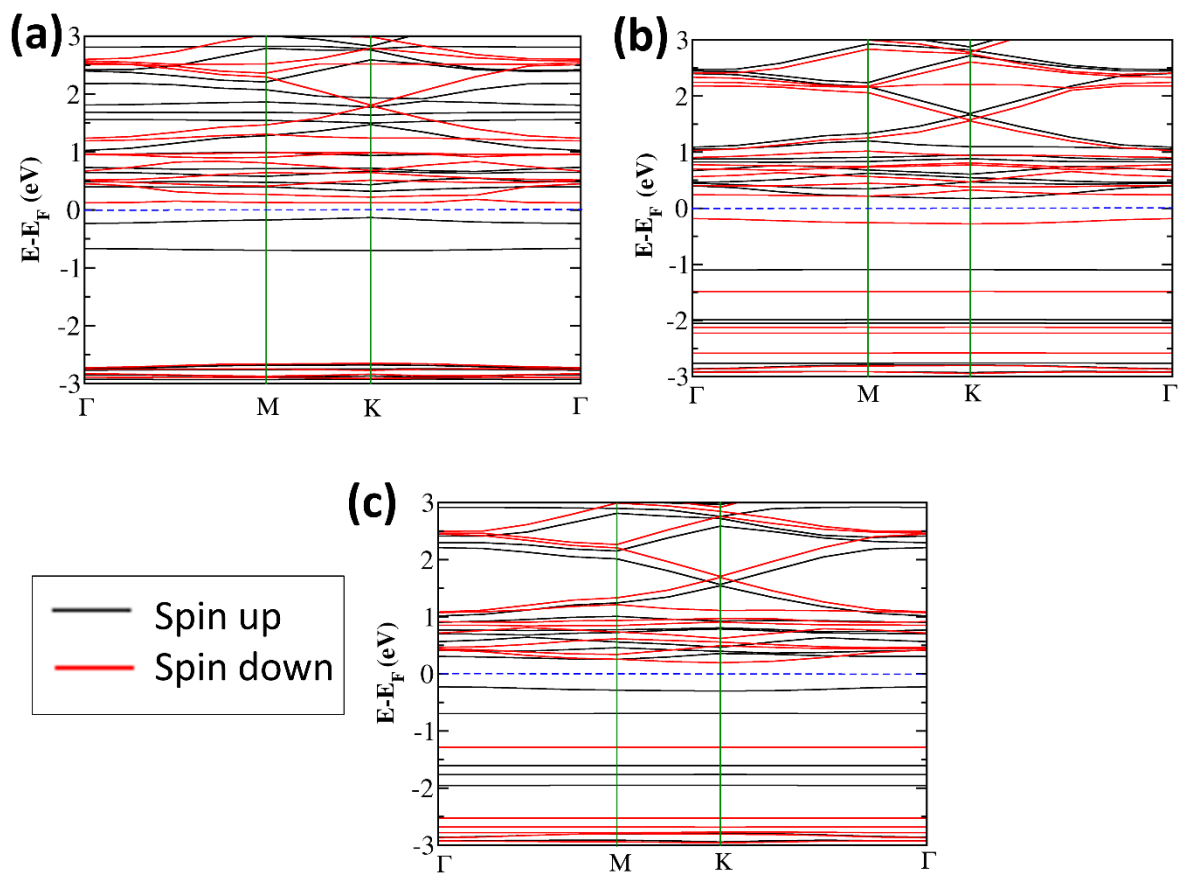 (a)
3
2
1
0
-1
-2
-3
E-E_F (eV)
Γ M K Γ
(b)
3
2
1
0
-1
-2
-3
E-E_F (eV)
Γ M K Γ
(c)
3
2
1
0
-1
-2
-3
E-E_F (eV)
Γ M K Γ
Spin up
Spin down